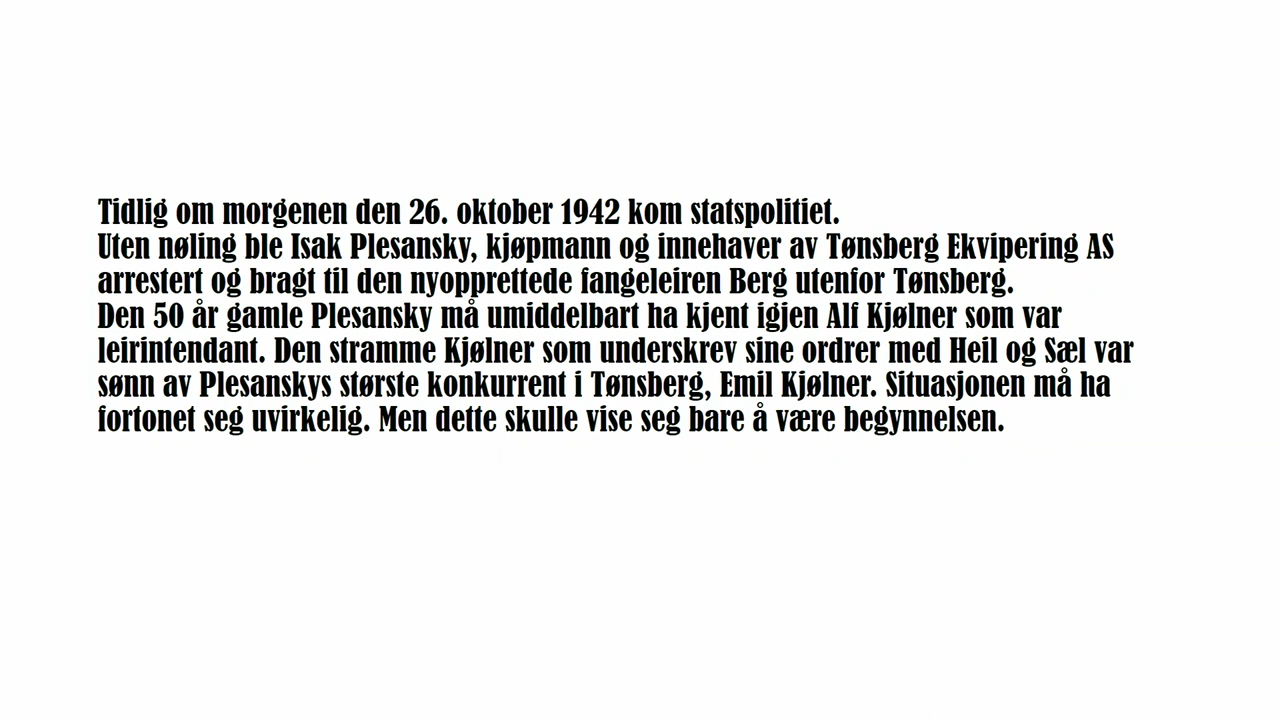 Tidlig om morgenen den 26. oktober 1942 kom statspolitiet.
Uten nøling ble Isak Plesansky, kjøpmann og innehaver av Tønsberg Ekvipering AS
arrestert og bragt til den nyopprettede fangeleiren Berg utenfor Tønsberg.
Den 50 år gamle Plesansky må umiddelbart ha kjent igjen Alf Kjølner som var
leirintendant. Den stramme Kjølner som underskrev sine ordrer med Heil og Sæl var
sønn av Plesanskys største konkurrent i Tønsberg, Emil Kjølner. Situasjonen må ha
fortonet seg uvirkelig. Men dette skulle vise seg bare å være begynnelsen.